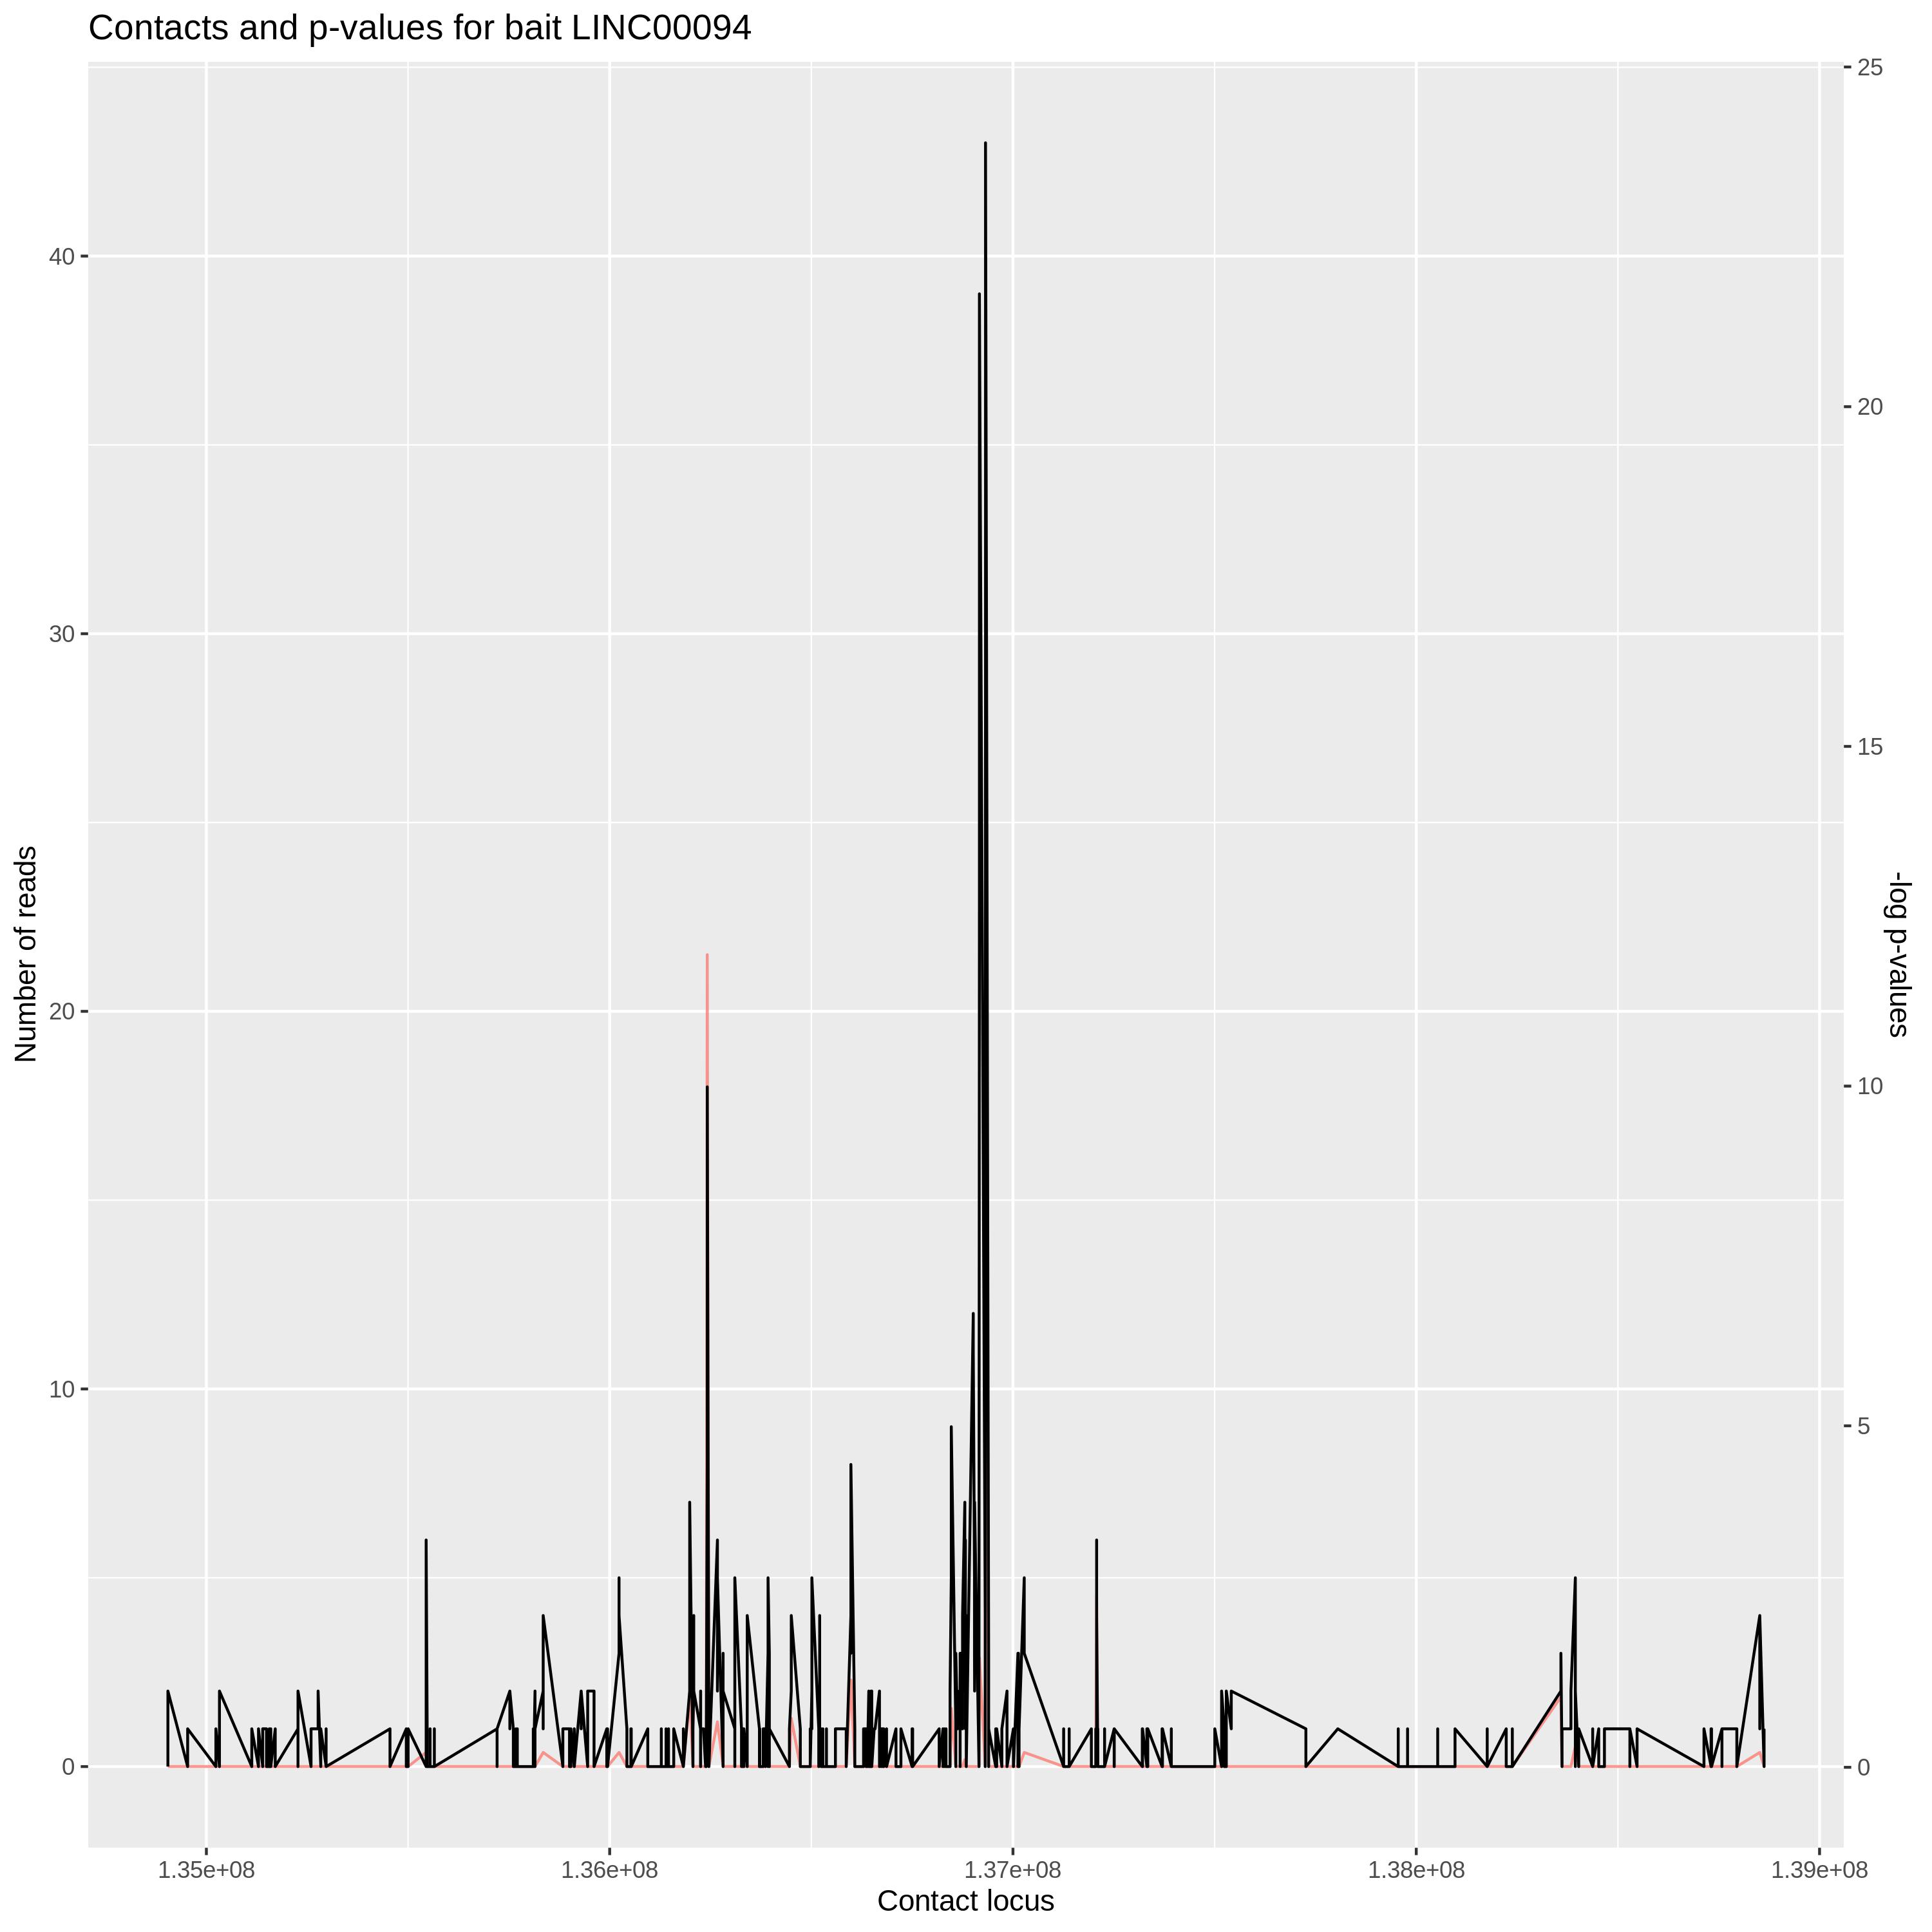 Contacts and p-values for bait LINC00094
25
40
20
30
15
Number of reads
-log p-values
20
10
10
5
0
0
1.35e+08
1.36e+08
1.37e+08
1.38e+08
1.39e+08
Contact locus